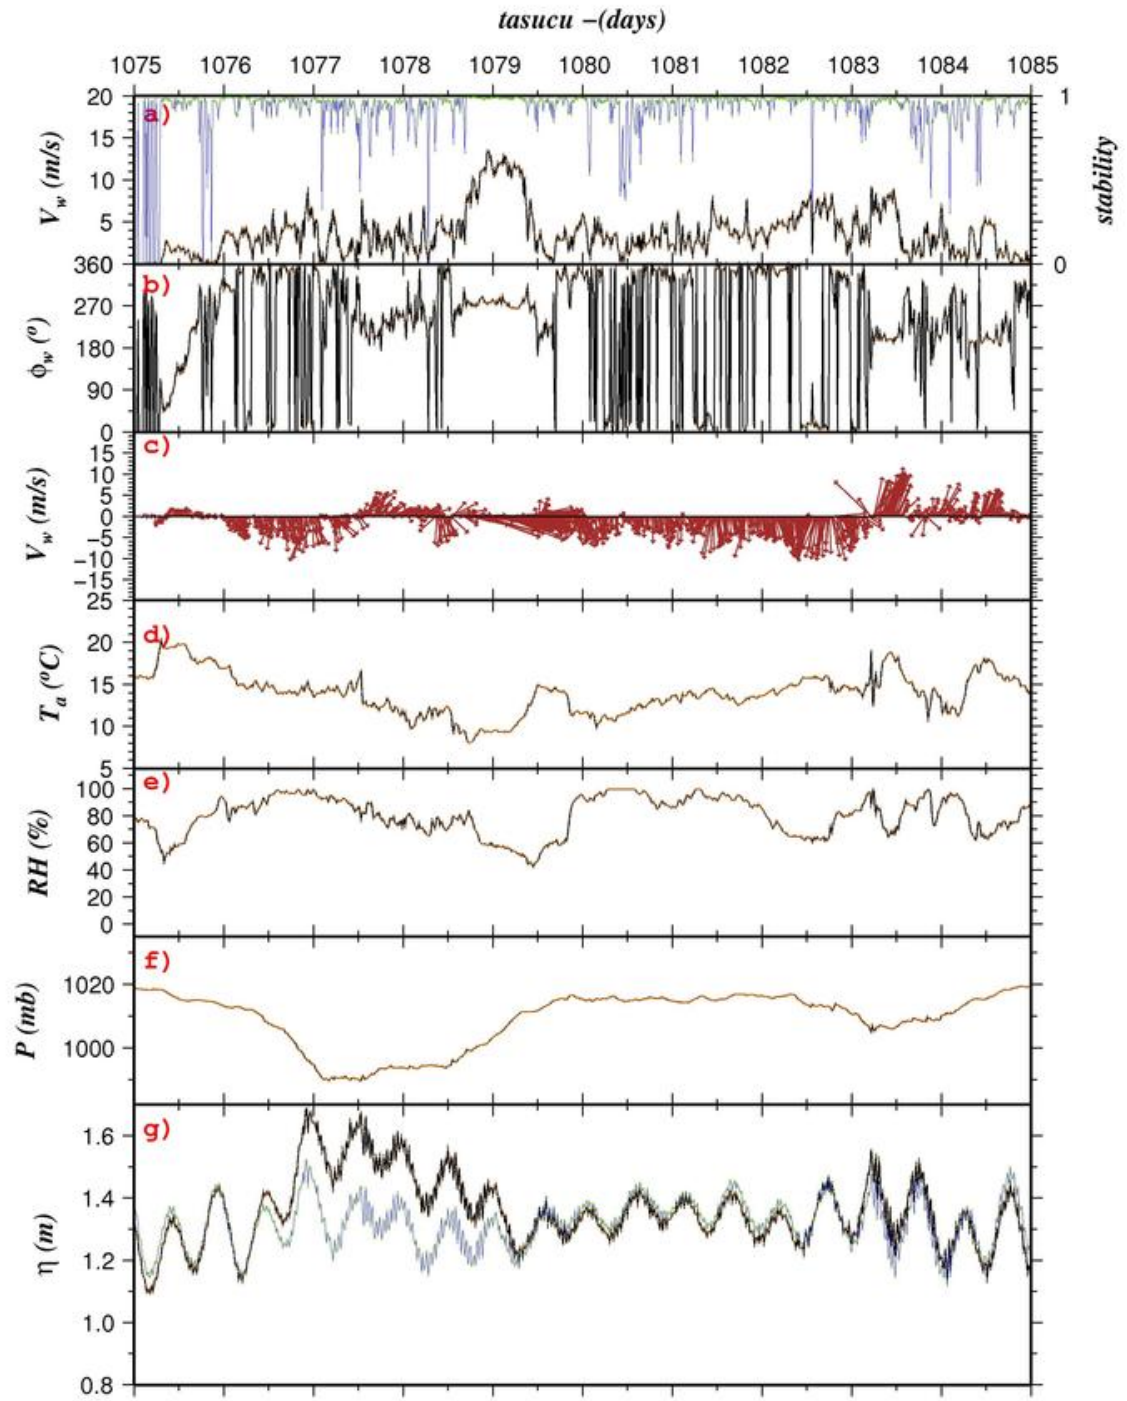 tasucu –(days)
1075 1076 1077 1078 1079 1080 1081 1082 1083 1084 1085
a)
20
15
10
5
V_w (m/s)
1
0
stability
b)
360
270
180
90
0
ϕ_w (º)
c)
15
10
5
0
−5
−10
−15
V_w (m/s)
d)
25
20
15
10
5
T_a (ºC)
e)
100
80
60
40
20
0
RH (%)
f)
1020
1000
P (mb)
g)
1.6
1.4
1.2
1.0
0.8
η (m)